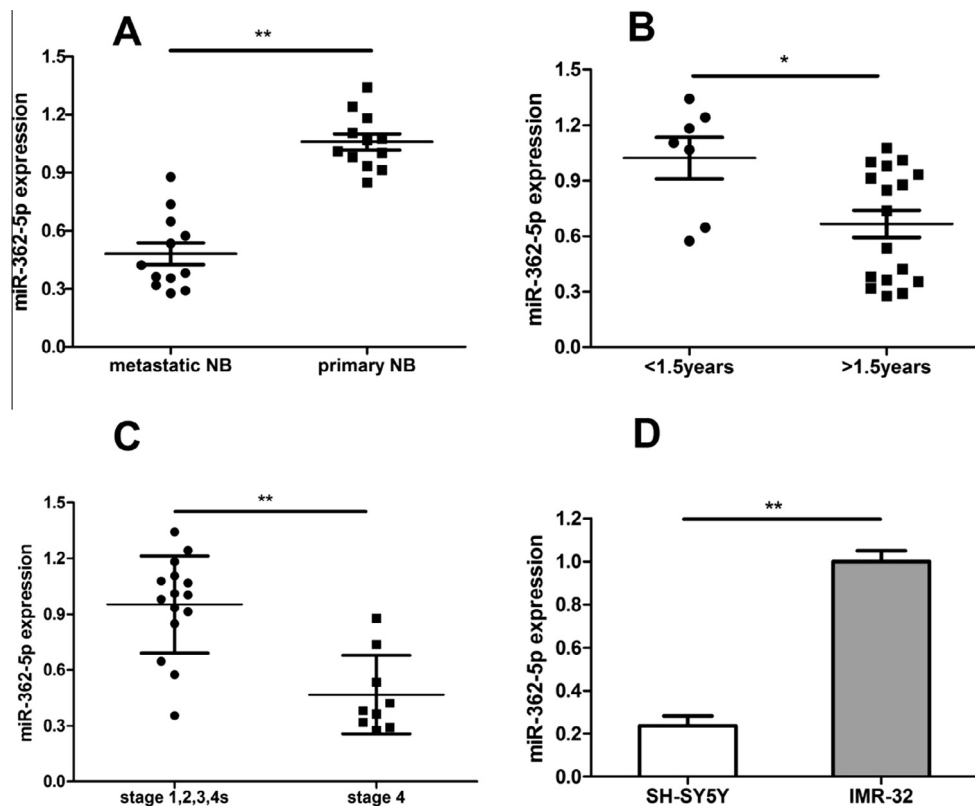 A
**
miR-362-5p expression
1.5
1.2
0.9
0.6
0.3
0.0
metastatic NB
primary NB
B
*
miR-362-5p expression
1.5
1.2
0.9
0.6
0.3
0.0
<1.5years
>1.5years
C
**
miR-362-5p expression
1.5
1.2
0.9
0.6
0.3
0.0
stage 1,2,3,4s
stage 4
D
**
miR-362-5p expression
1.2
1.0
0.8
0.6
0.4
0.2
0.0
SH-SY5Y
IMR-32